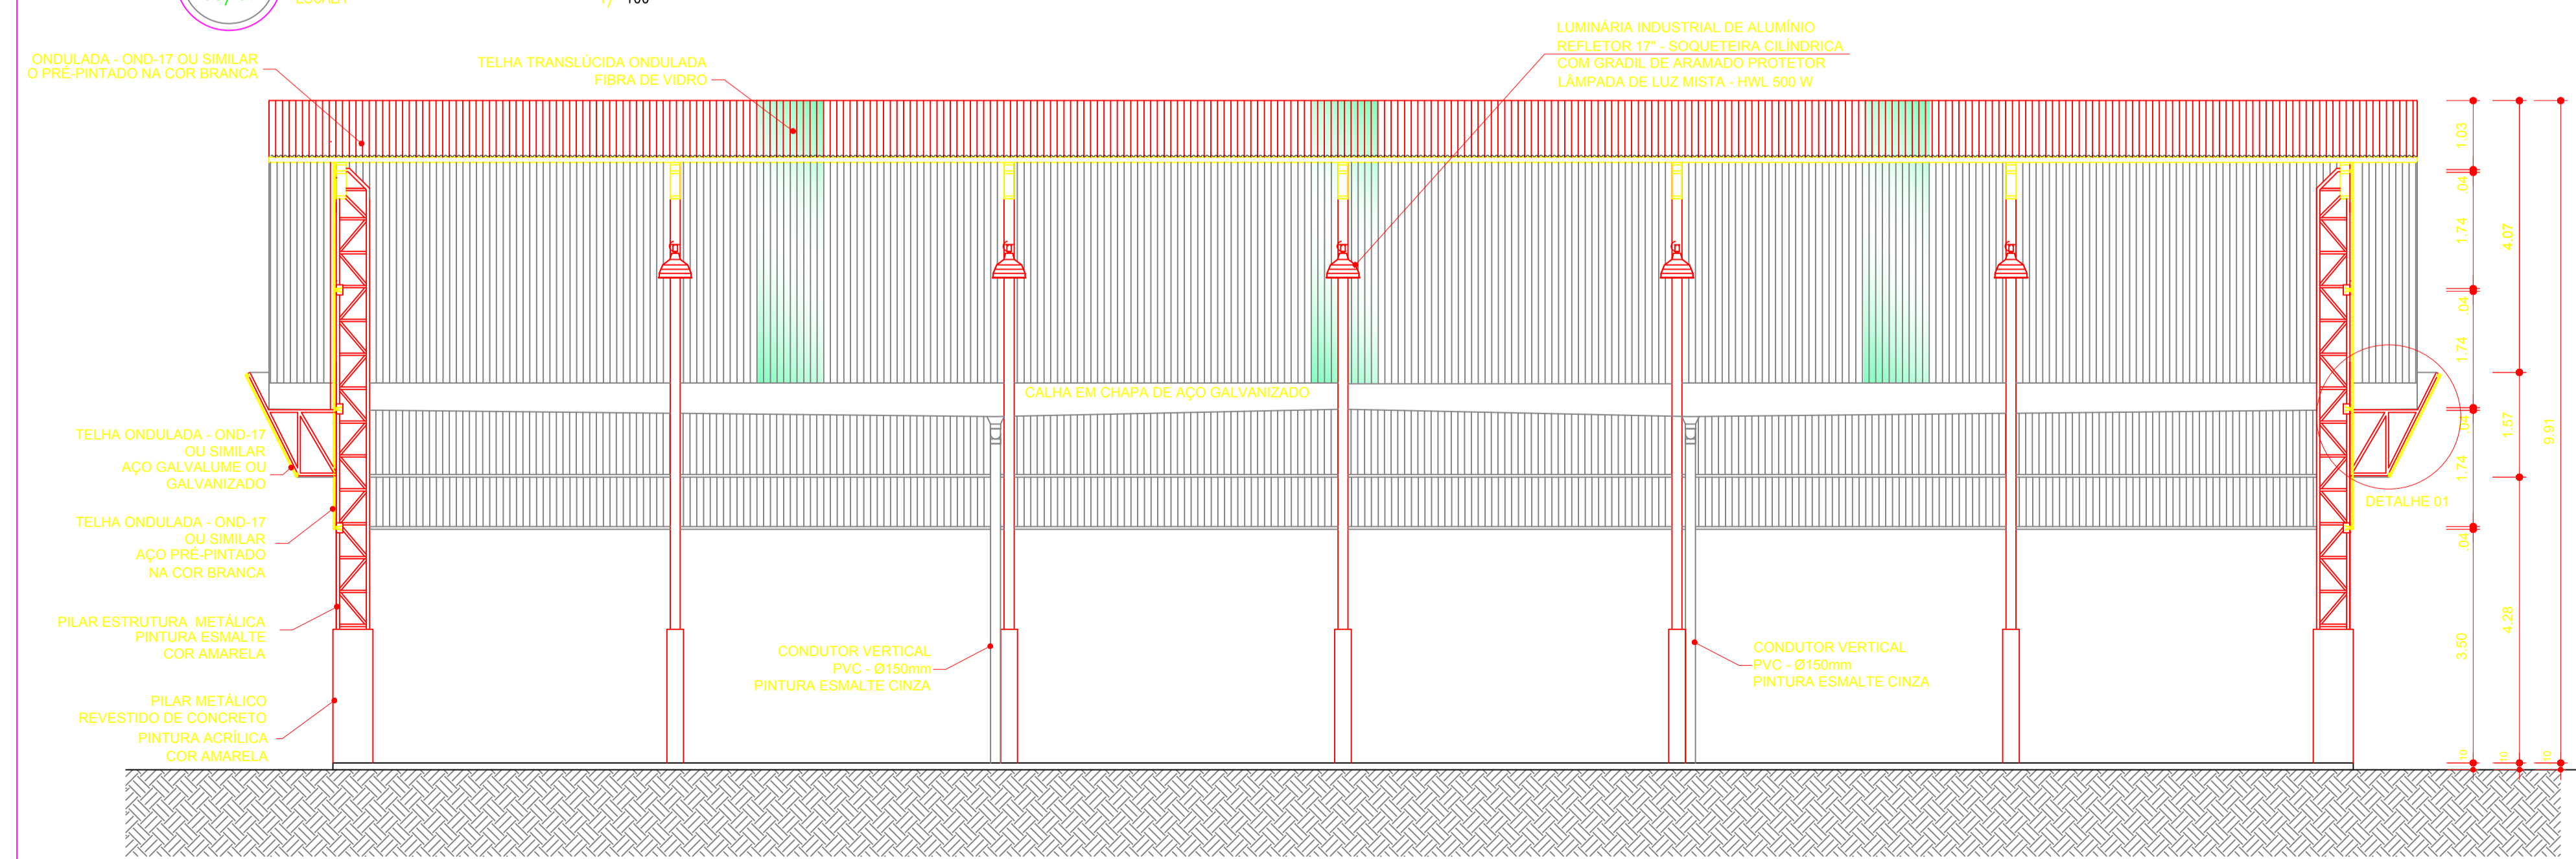 100
ONDULADA - OND-17 OU SIMILAR
O PRÉ-PINTADO NA COR BRANCA
TELHA TRANSLÚCIDA ONDULADA
FIBRA DE VIDRO
LUMINÁRIA INDUSTRIAL DE ALUMÍNIO
REFLETOR 17" - SOQUETEIRA CILÍNDRICA
COM GRADIL DE ARAMADO PROTETOR
LÂMPADA DE LUZ MISTA - HWL 500 W
CALHA EM CHAPA DE AÇO GALVANIZADO
TELHA ONDULADA - OND-17
OU SIMILAR
AÇO GALVALUME OU
GALVANIZADO
TELHA ONDULADA - OND-17
OU SIMILAR
AÇO PRÉ-PINTADO
NA COR BRANCA
PILAR ESTRUTURA METÁLICA
PINTURA ESMALTE
COR AMARELA
PILAR METÁLICO
REVESTIDO DE CONCRETO
PINTURA ACRÍLICA
COR AMARELA
CONDUTOR VERTICAL
PVC - Ø150mm
PINTURA ESMALTE CINZA
CONDUTOR VERTICAL
PVC - Ø150mm
PINTURA ESMALTE CINZA
DETALHE 01
1.03
.04
1.74
.04
1.74
.04
1.74
.04
3.50
.10
4.07
1.57
4.28
.10
9.91
.10